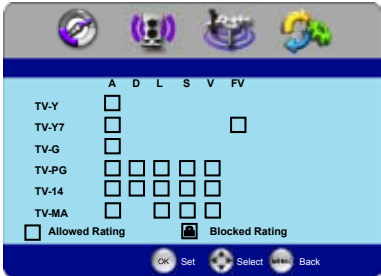 A D L S V FV
TV-Y
TV-Y7
TV-G
TV-PG
TV-14
TV-MA
Allowed Rating Blocked Rating
OK Set Select MENU Back